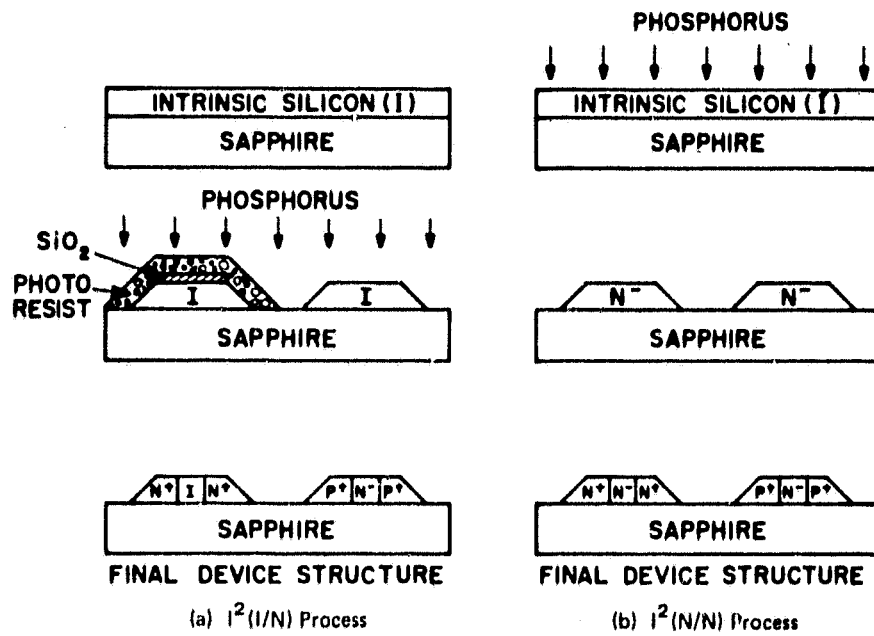 PHOSPHORUS
INTRINSIC SILICON (I)
SAPPHIRE
INTRINSIC SILICON (I)
SAPPHIRE
PHOSPHORUS
SiO₂
PHOTO
RESIST
I
I
SAPPHIRE
N⁻
N⁻
SAPPHIRE
N⁺ I N⁺
P⁺ N⁻ P⁺
SAPPHIRE
FINAL DEVICE STRUCTURE
(a) I²(I/N) Process
N⁺ N⁻ N⁺
P⁺ N⁻ P⁺
SAPPHIRE
FINAL DEVICE STRUCTURE
(b) I²(N/N) Process